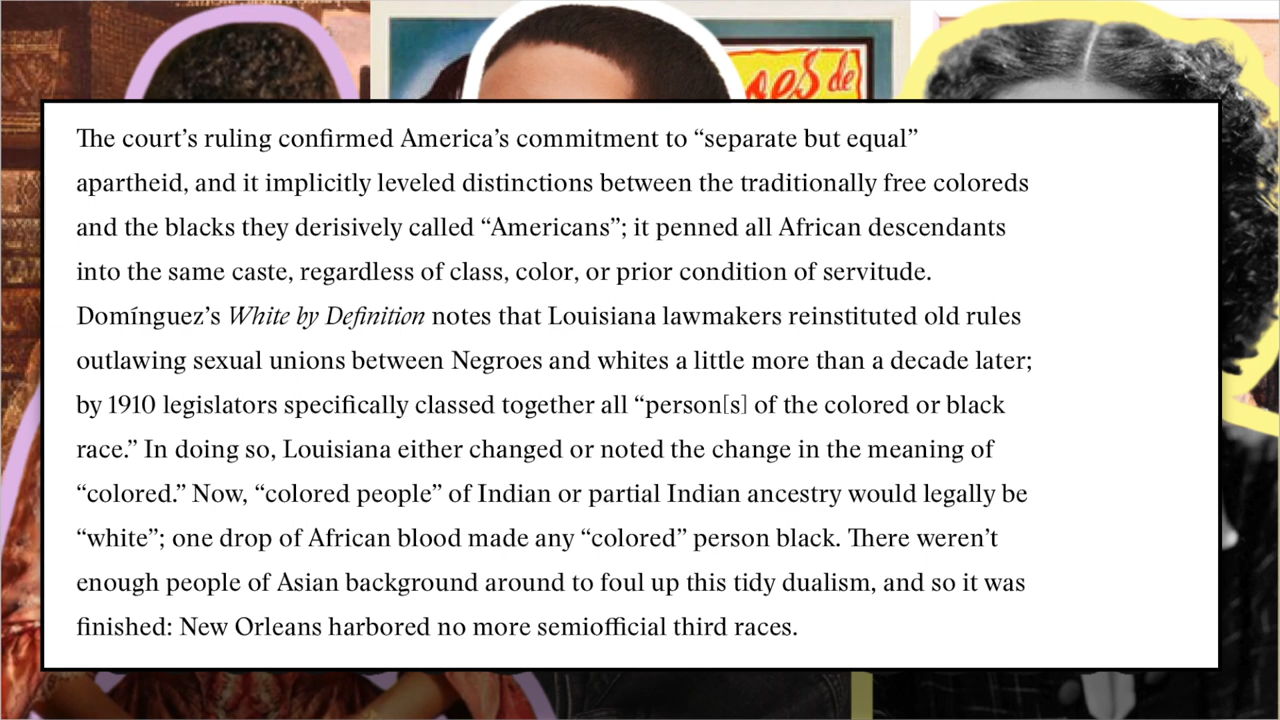 oes de
The court’s ruling confirmed America’s commitment to “separate but equal”
apartheid, and it implicitly leveled distinctions between the traditionally free coloreds
and the blacks they derisively called “Americans”; it penned all African descendants
into the same caste, regardless of class, color, or prior condition of servitude.
Domínguez’s White by Definition notes that Louisiana lawmakers reinstituted old rules
outlawing sexual unions between Negroes and whites a little more than a decade later;
by 1910 legislators specifically classed together all “person[s] of the colored or black
race.” In doing so, Louisiana either changed or noted the change in the meaning of
“colored.” Now, “colored people” of Indian or partial Indian ancestry would legally be
“white”; one drop of African blood made any “colored” person black. There weren’t
enough people of Asian background around to foul up this tidy dualism, and so it was
finished: New Orleans harbored no more semiofficial third races.